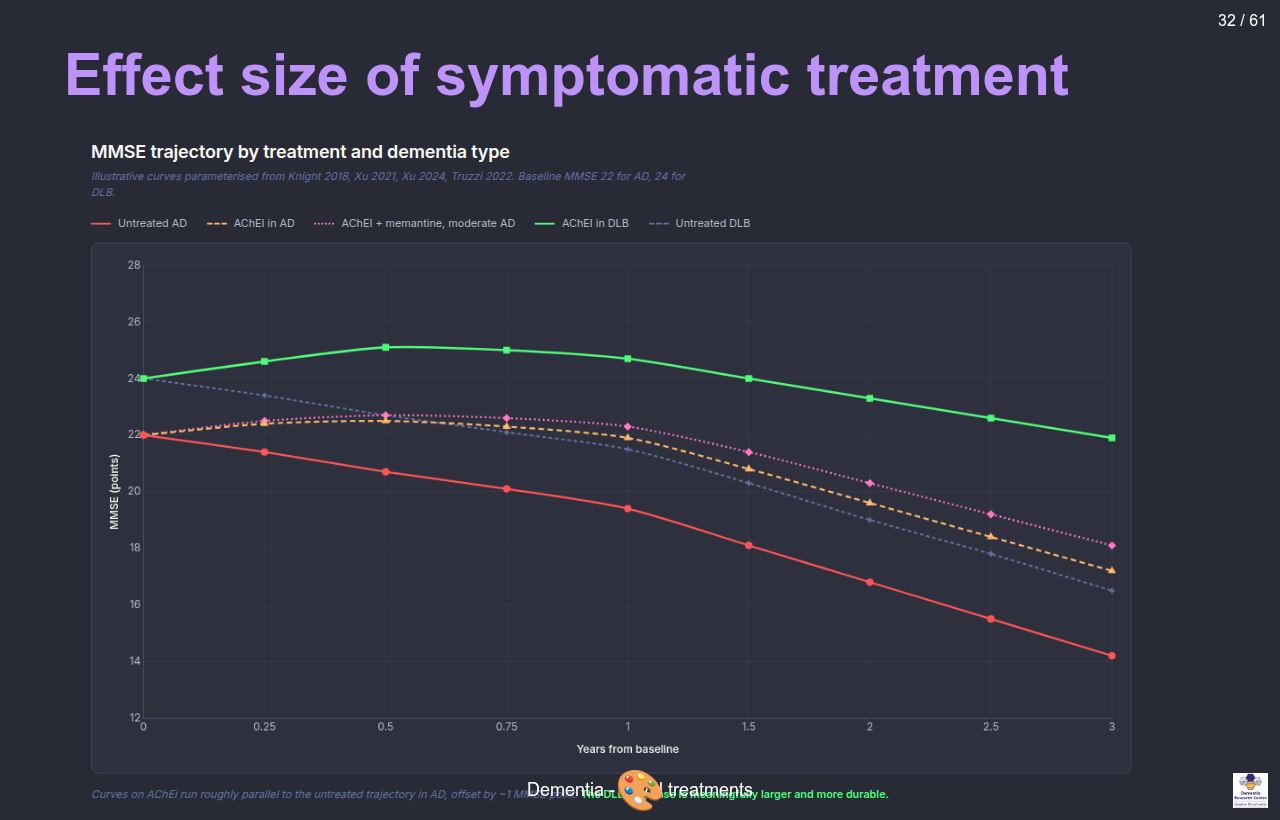 32 / 61
Effect size of symptomatic treatment
MMSE trajectory by treatment and dementia type
Illustrative curves parameterised from Knight 2018, Xu 2021, Xu 2024, Truzzi 2022. Baseline MMSE 22 for AD, 24 for
DLB.
Untreated AD AChEI in AD AChEI + memantine, moderate AD AChEI in DLB Untreated DLB
28
26
24
22
20
18
16
14
12
MMSE (points)
0 0.25 0.5 0.75 1 1.5 2 2.5 3
Years from baseline
Dementia - treatments
Curves on AChEI run roughly parallel to the untreated trajectory in AD, offset by ~1 is meaningfully larger and more durable.
Dementia
Research Centre